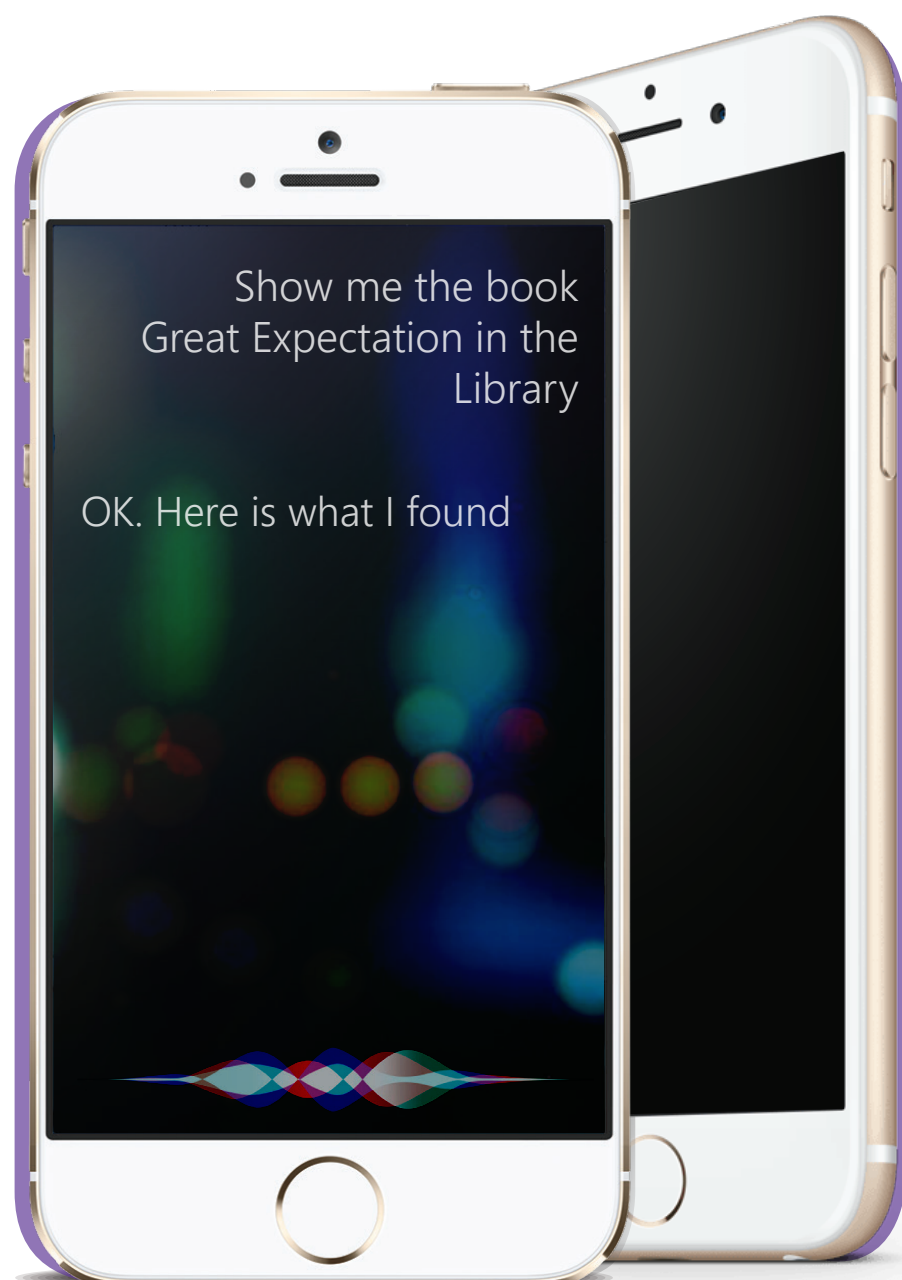 Show me the book
Great Expectation in the
Library
OK. Here is what I found